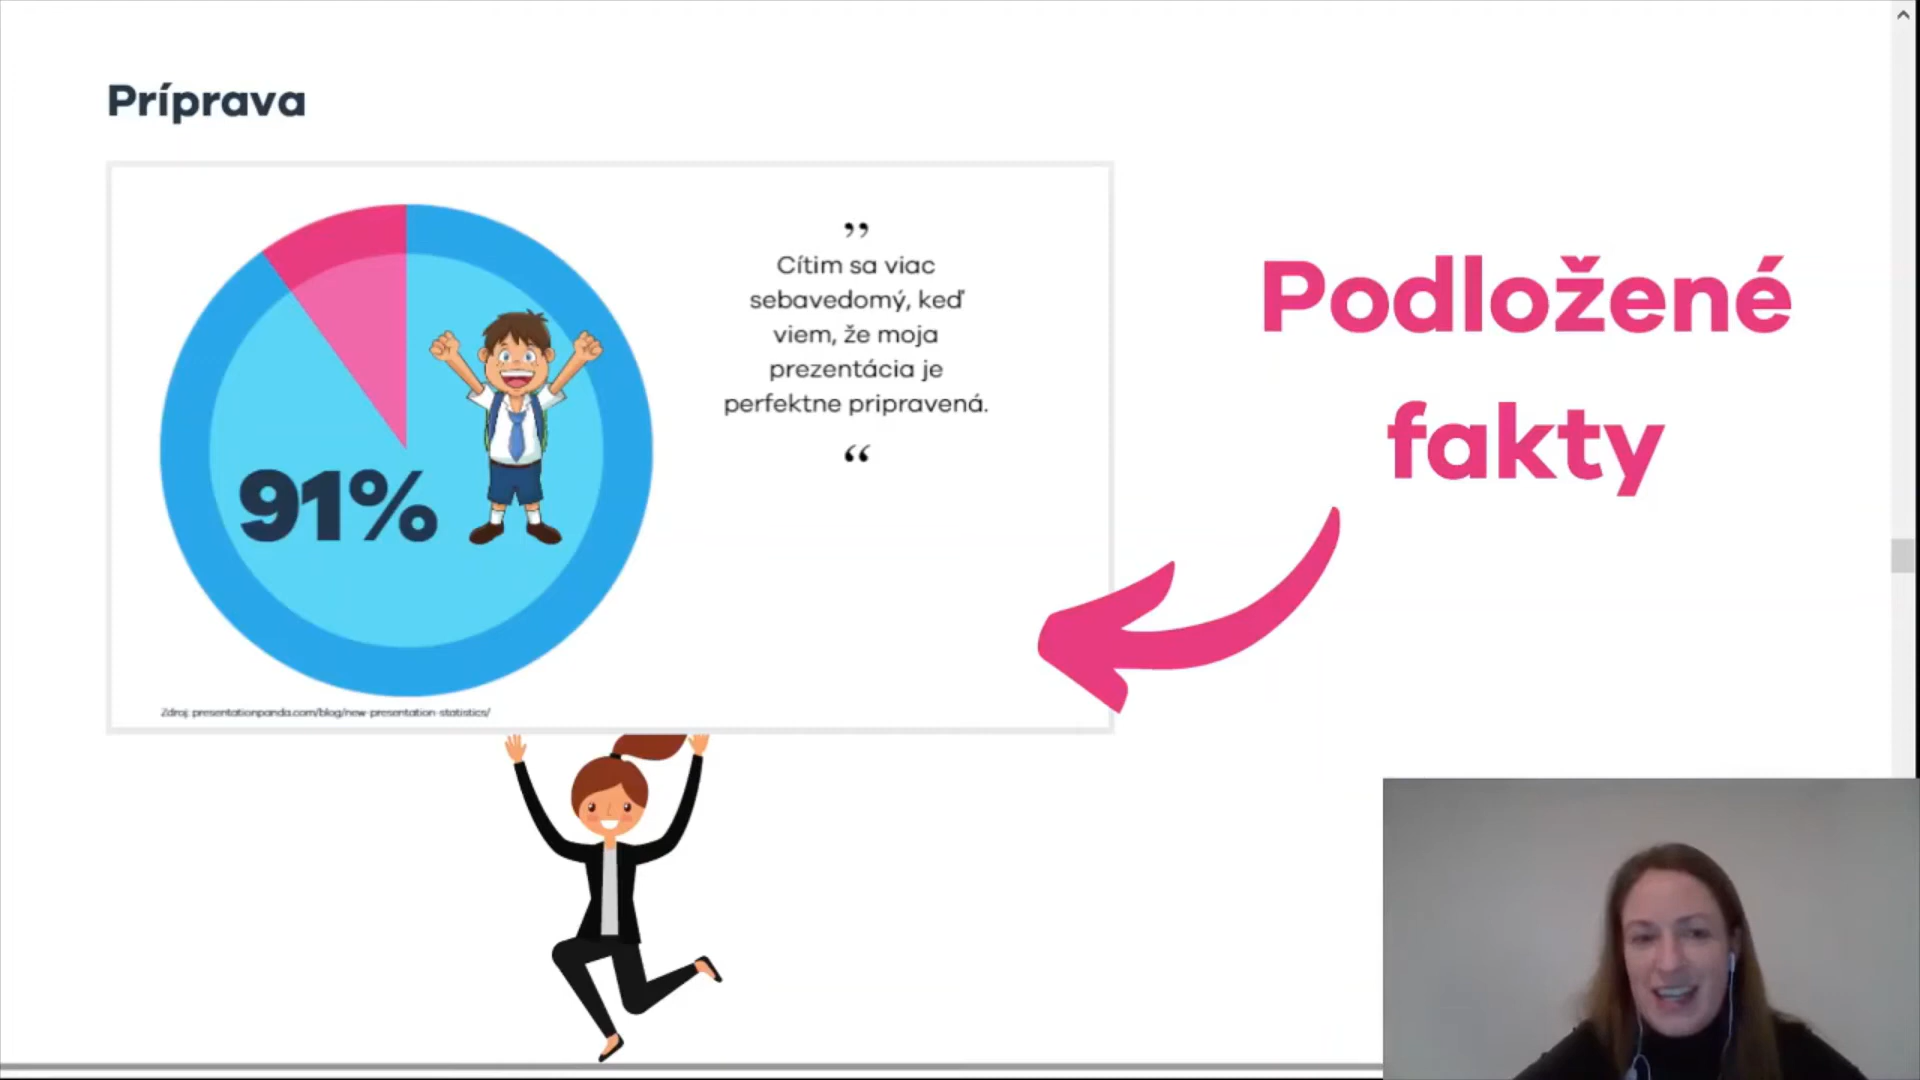 Príprava
91%
”
Cítim sa viac
sebavedomý, keď
viem, že moja
prezentácia je
perfektne pripravená.
“
Zdroj: presentationpanda.com/blog/new-presentation-statistics/
Podložené
fakty